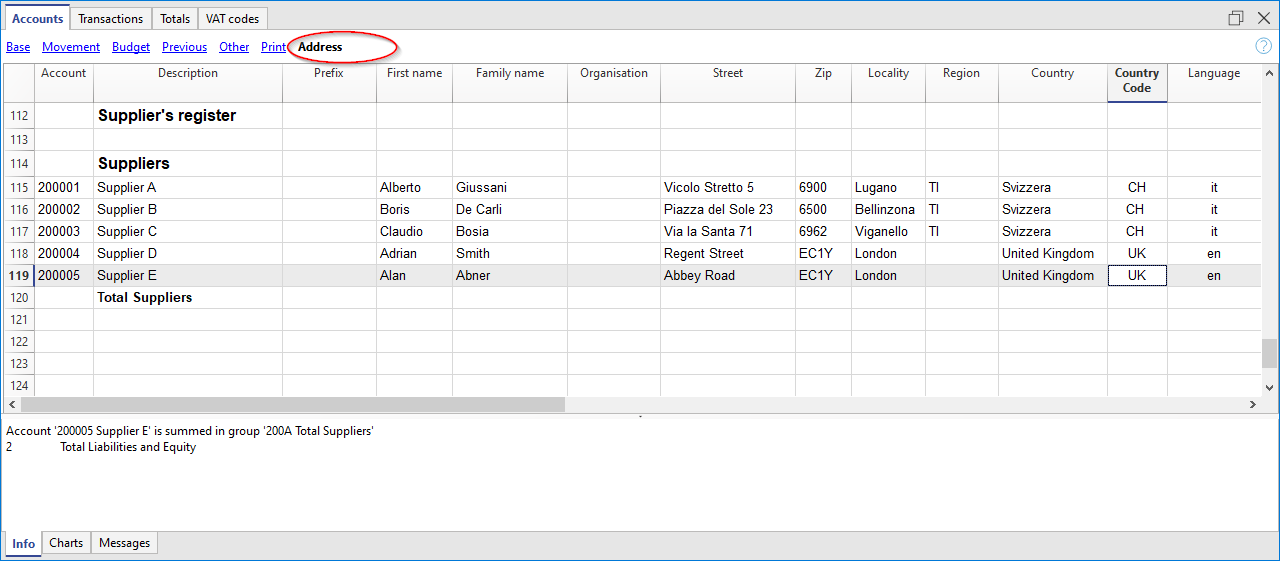 Accounts Transactions Totals VAT codes
Base Movement Budget Previous Other Print Address ?
Account Description Prefix First name Family name Organisation Street Zip Locality Region Country Country Code Language
112 Supplier's register
113
114 Suppliers
115 200001 Supplier A Alberto Giussani Vicolo Stretto 5 6900 Lugano TI Svizzera CH it
116 200002 Supplier B Boris De Carli Piazza del Sole 23 6500 Bellinzona TI Svizzera CH it
117 200003 Supplier C Claudio Bosia Via la Santa 71 6962 Viganello TI Svizzera CH it
118 200004 Supplier D Adrian Smith Regent Street EC1Y London United Kingdom UK en
119 200005 Supplier E Alan Abner Abbey Road EC1Y London United Kingdom UK en
120 Total Suppliers
121
122
123
124
Account '200005 Supplier E' is summed in group '200A Total Suppliers'
2 Total Liabilities and Equity
Info Charts Messages